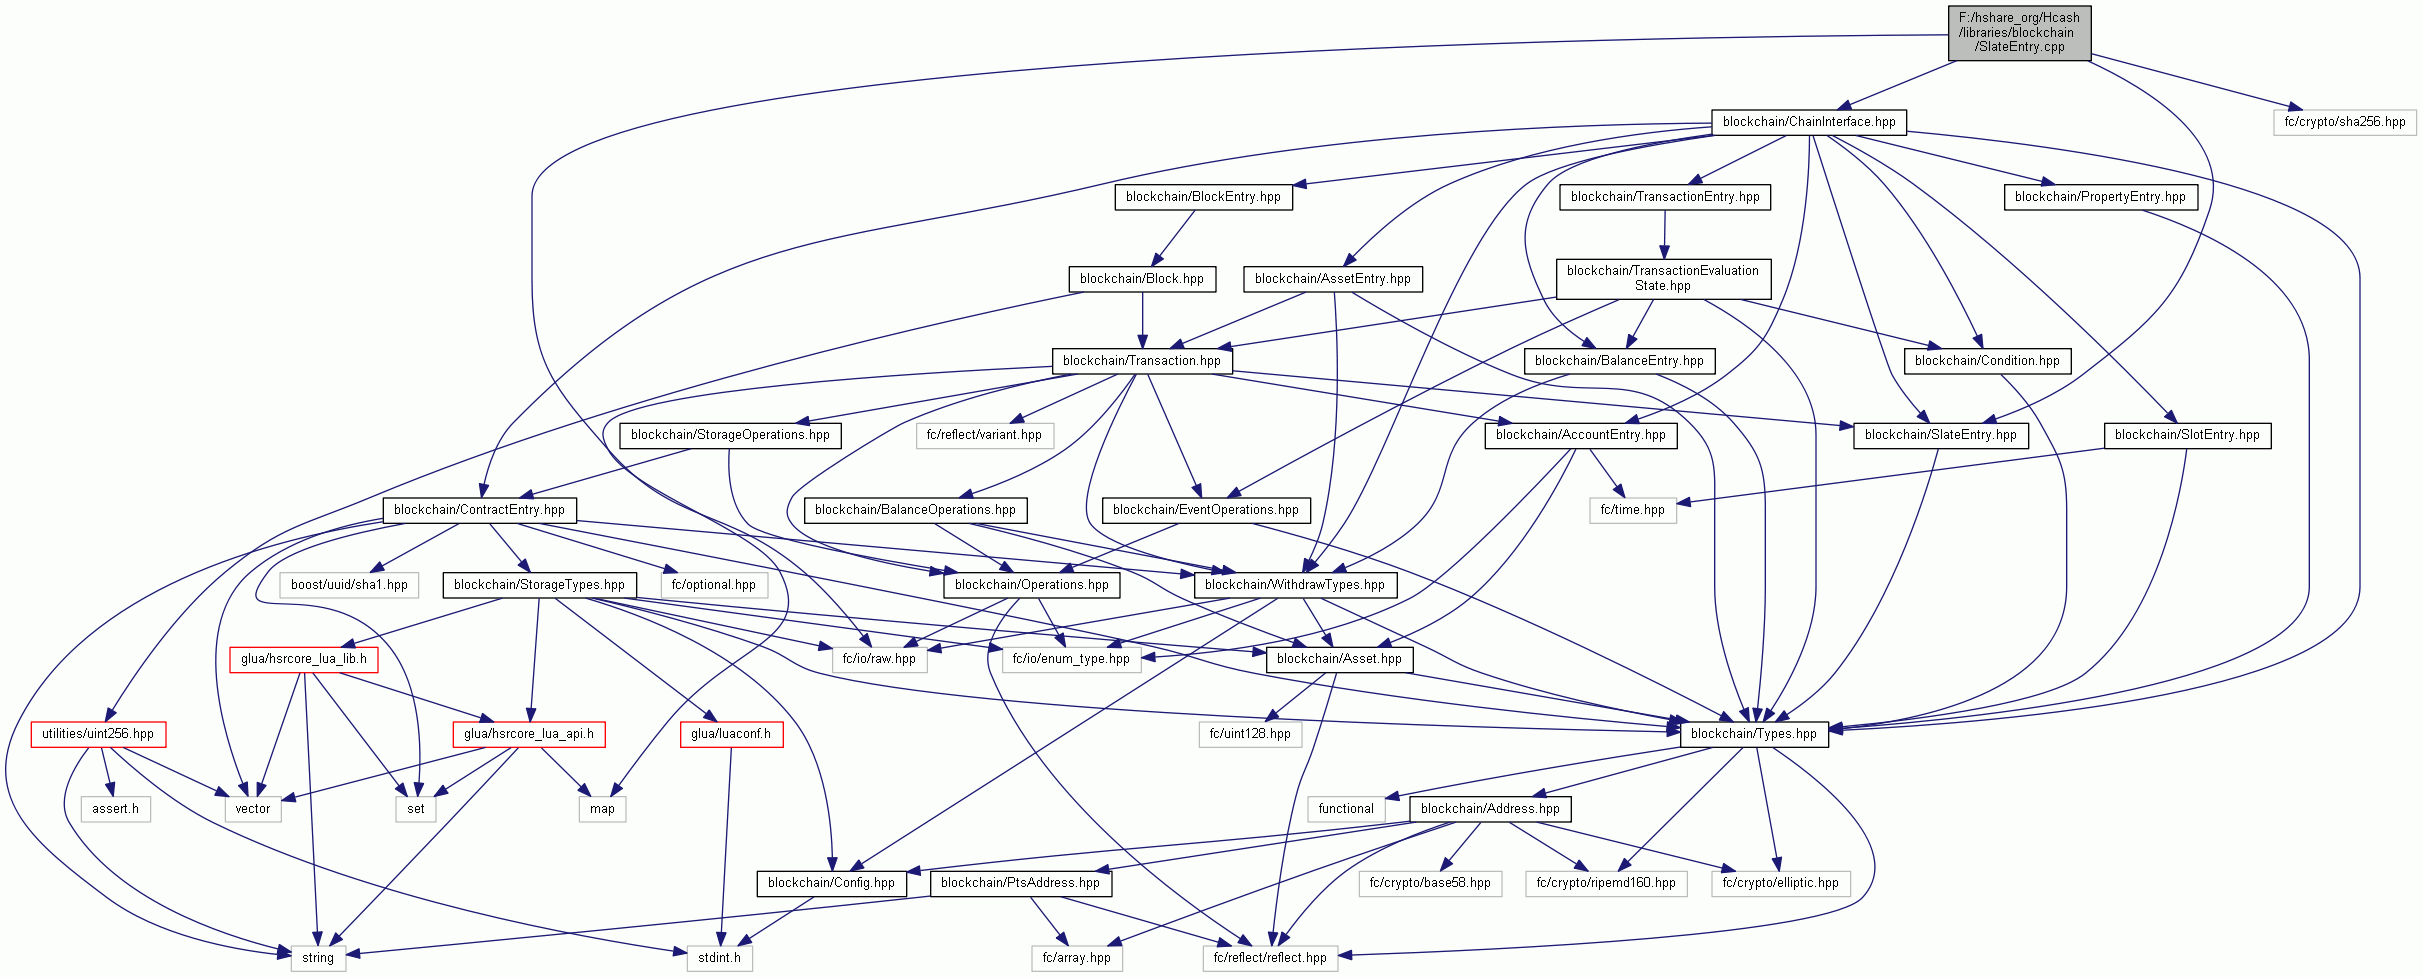 F:/hshare_org/Hcash
/libraries/blockchain
/SlateEntry.cpp
blockchain/ChainInterface.hpp
fc/crypto/sha256.hpp
blockchain/BlockEntry.hpp
blockchain/TransactionEntry.hpp
blockchain/PropertyEntry.hpp
blockchain/Block.hpp
blockchain/AssetEntry.hpp
blockchain/TransactionEvaluation
State.hpp
blockchain/Transaction.hpp
blockchain/BalanceEntry.hpp
blockchain/Condition.hpp
blockchain/StorageOperations.hpp
fc/reflect/variant.hpp
blockchain/AccountEntry.hpp
blockchain/SlateEntry.hpp
blockchain/SlotEntry.hpp
blockchain/ContractEntry.hpp
blockchain/BalanceOperations.hpp
blockchain/EventOperations.hpp
fc/time.hpp
boost/uuid/sha1.hpp
blockchain/StorageTypes.hpp
fc/optional.hpp
blockchain/Operations.hpp
blockchain/WithdrawTypes.hpp
glua/hsrcore_lua_lib.h
fc/io/raw.hpp
fc/io/enum_type.hpp
blockchain/Asset.hpp
utilities/uint256.hpp
glua/hsrcore_lua_api.h
glua/luaconf.h
fc/uint128.hpp
blockchain/Types.hpp
assert.h
vector
set
map
functional
blockchain/Address.hpp
blockchain/Config.hpp
blockchain/PtsAddress.hpp
fc/crypto/base58.hpp
fc/crypto/ripemd160.hpp
fc/crypto/elliptic.hpp
string
stdint.h
fc/array.hpp
fc/reflect/reflect.hpp